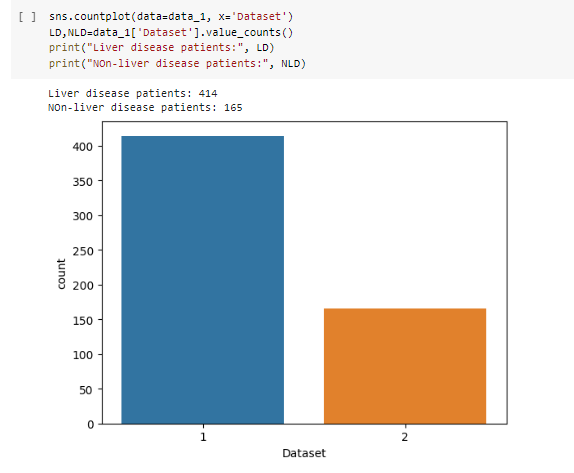 [ ] sns.countplot(data=data_1, x='Dataset')
LD,NLD=data_1['Dataset'].value_counts()
print("Liver disease patients:", LD)
print("NOn-liver disease patients:", NLD)
Liver disease patients: 414
NOn-liver disease patients: 165
400
350
300
250
200
150
100
50
0
count
1 2
Dataset